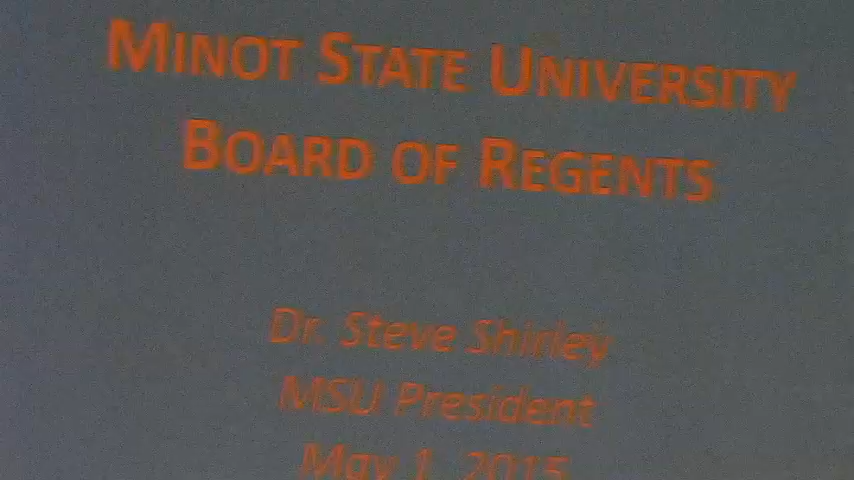 MINOT STATE UNIVERSITY
BOARD OF REGENTS
Dr. Steve Shirley
MSU President
May 1, 2015